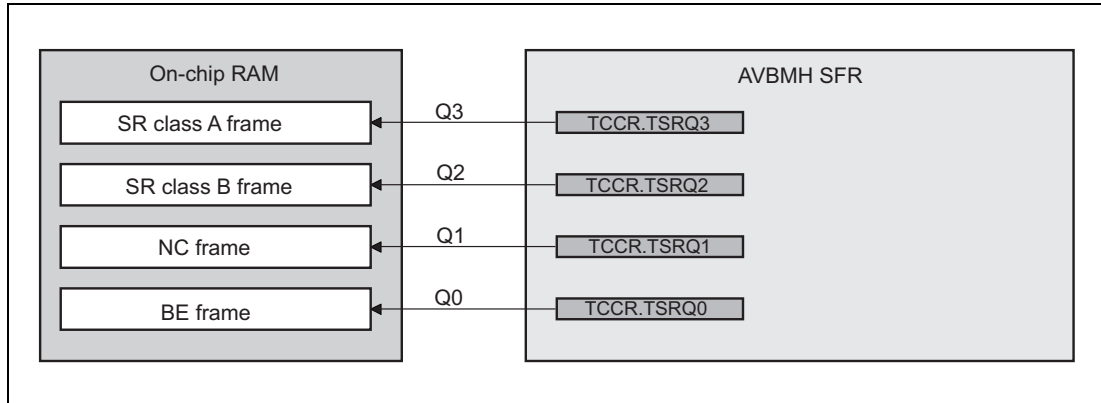 On-chip RAM
AVBMH SFR
SR class A frame
Q3
TCCR.TSRQ3
SR class B frame
Q2
TCCR.TSRQ2
NC frame
Q1
TCCR.TSRQ1
BE frame
Q0
TCCR.TSRQ0